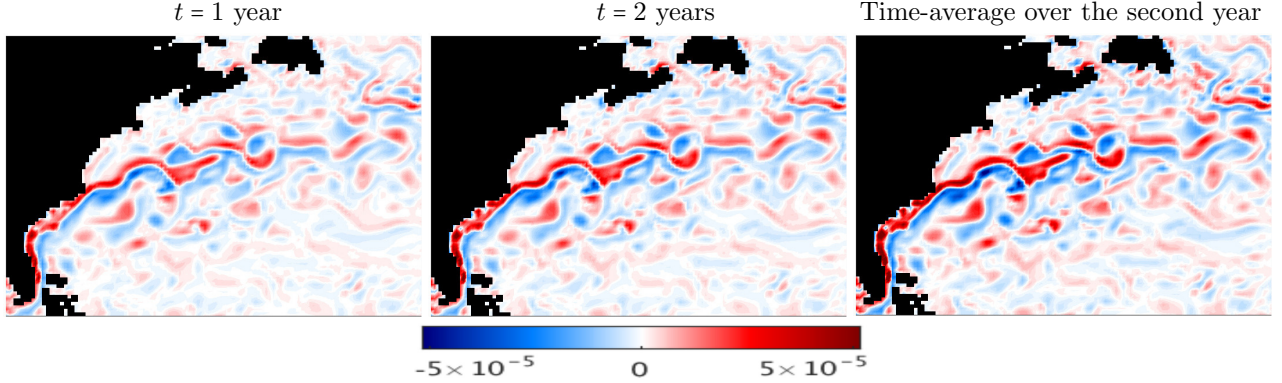 t = 1 year
t = 2 years
Time-average over the second year
-5×10⁻⁵ 0 5×10⁻⁵